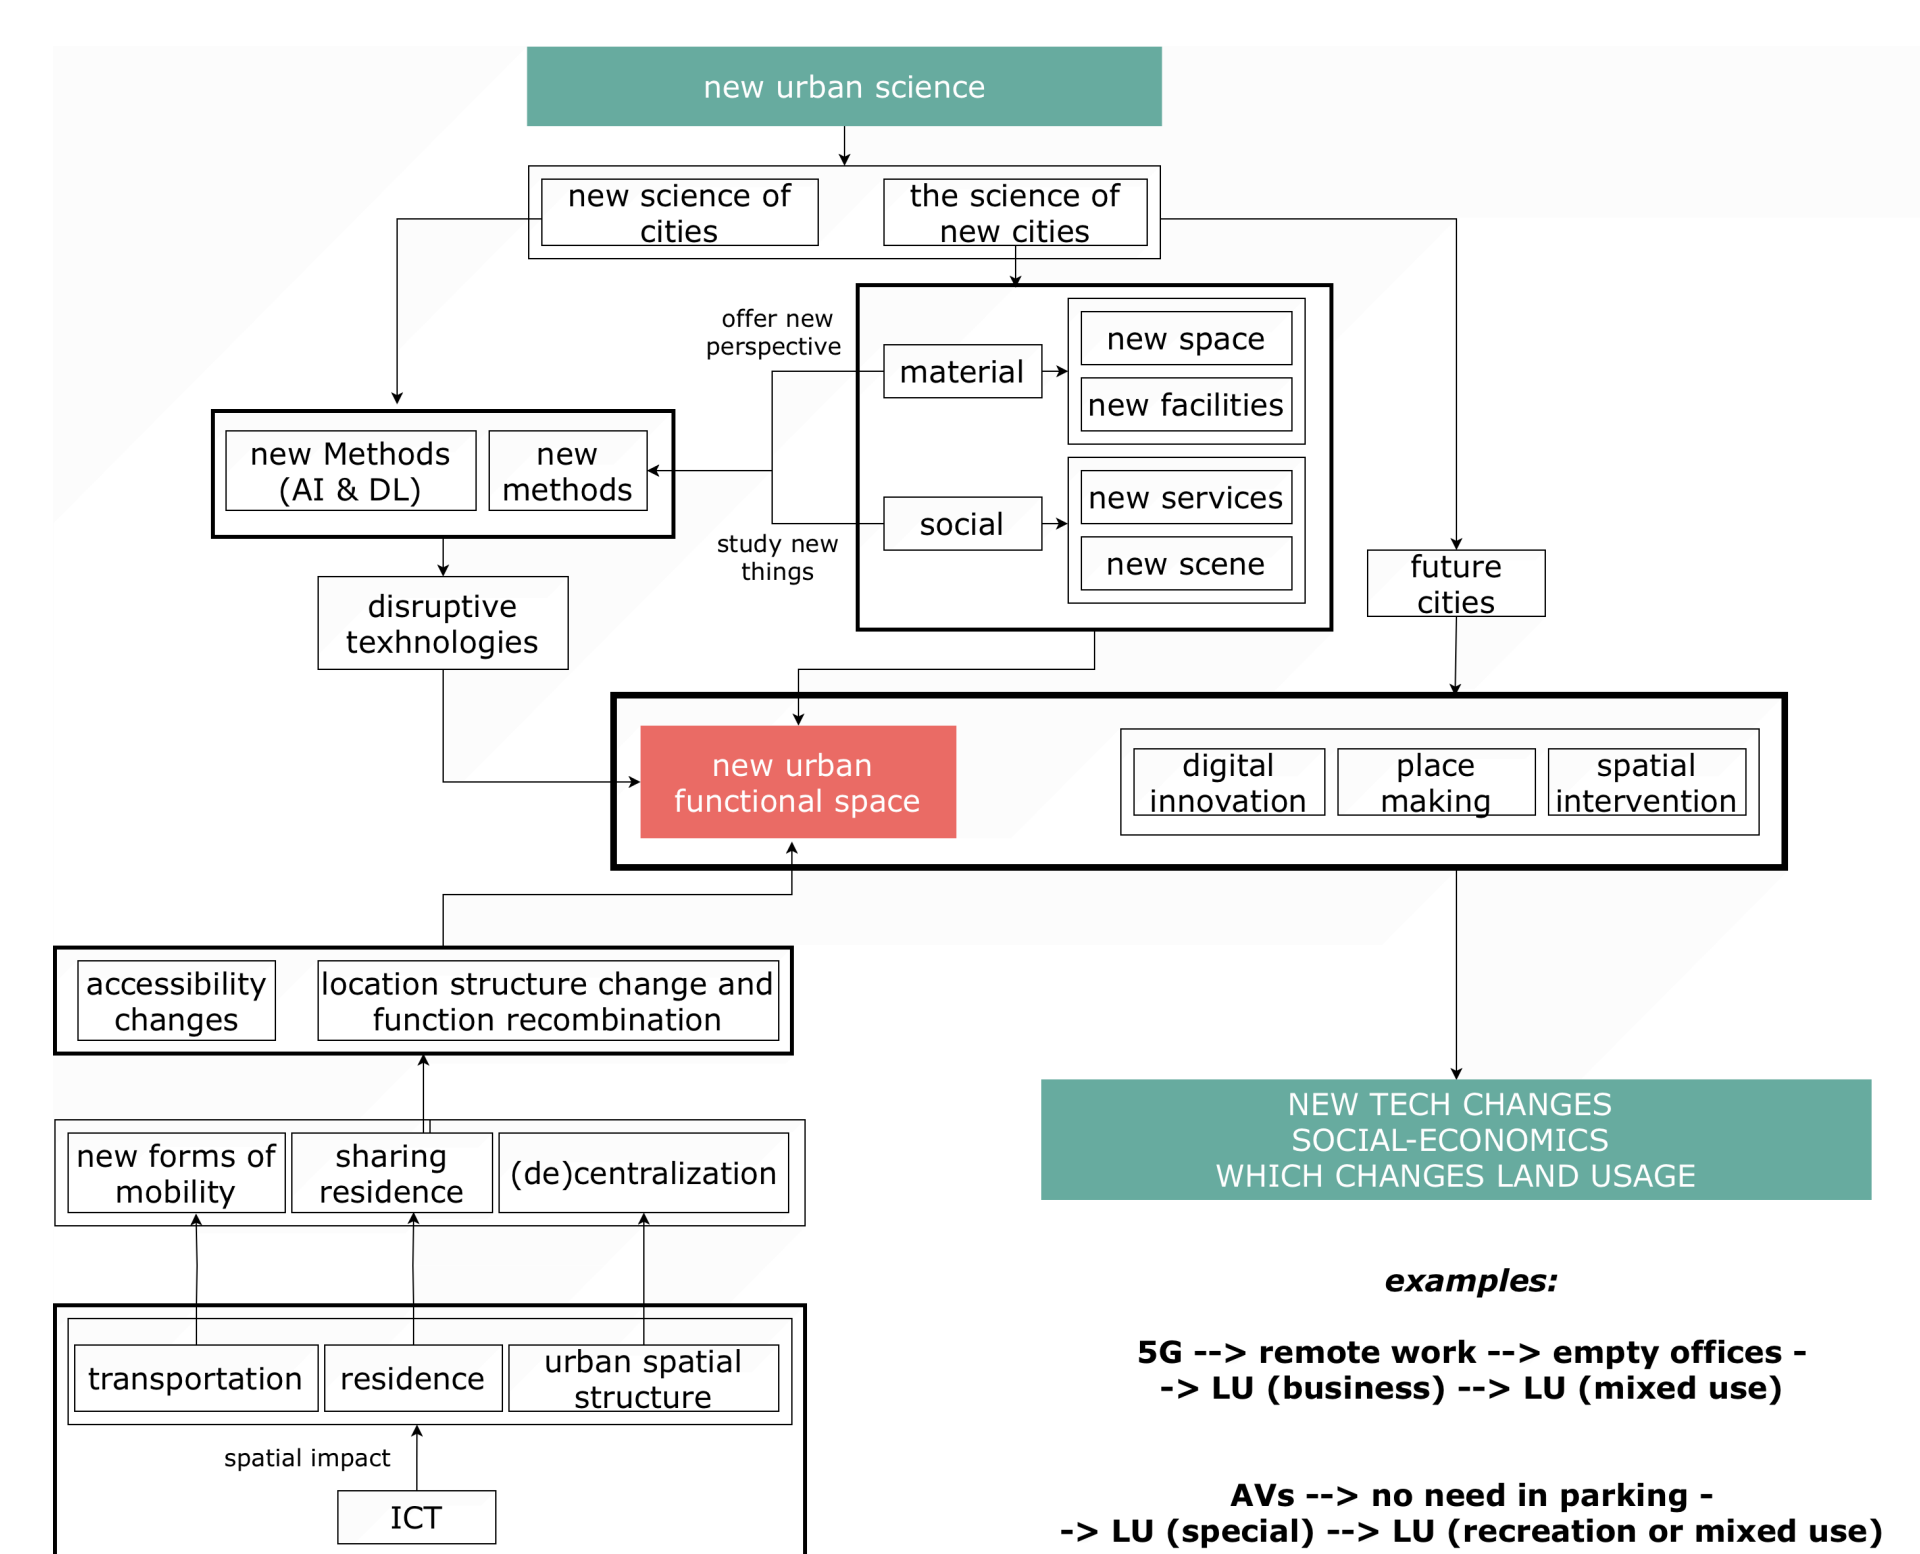 new urban science
new science of
cities
the science of
new cities
offer new
perspective
material
new space
new facilities
new Methods
(AI & DL)
new
methods
social
new services
new scene
study new
things
future
cities
disruptive
texhnologies
new urban
functional space
digital
innovation
place
making
spatial
intervention
accessibility
changes
location structure change and
function recombination
NEW TECH CHANGES
SOCIAL-ECONOMICS
WHICH CHANGES LAND USAGE
new forms of
mobility
sharing
residence
(de)centralization
examples:
transportation
residence
urban spatial
structure
5G --> remote work --> empty offices -
-> LU (business) --> LU (mixed use)
spatial impact
ICT
AVs --> no need in parking -
-> LU (special) --> LU (recreation or mixed use)